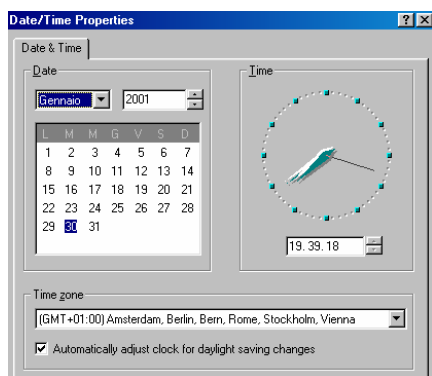 Date/Time Properties
Date & Time
Date
Time
Gennaio 2001
L M M G V S D
1 2 3 4 5 6 7
8 9 10 11 12 13 14
15 16 17 18 19 20 21
22 23 24 25 26 27 28
29 30 31
19.39.18
Time zone
(GMT+01:00) Amsterdam, Berlin, Bern, Rome, Stockholm, Vienna
Automatically adjust clock for daylight saving changes